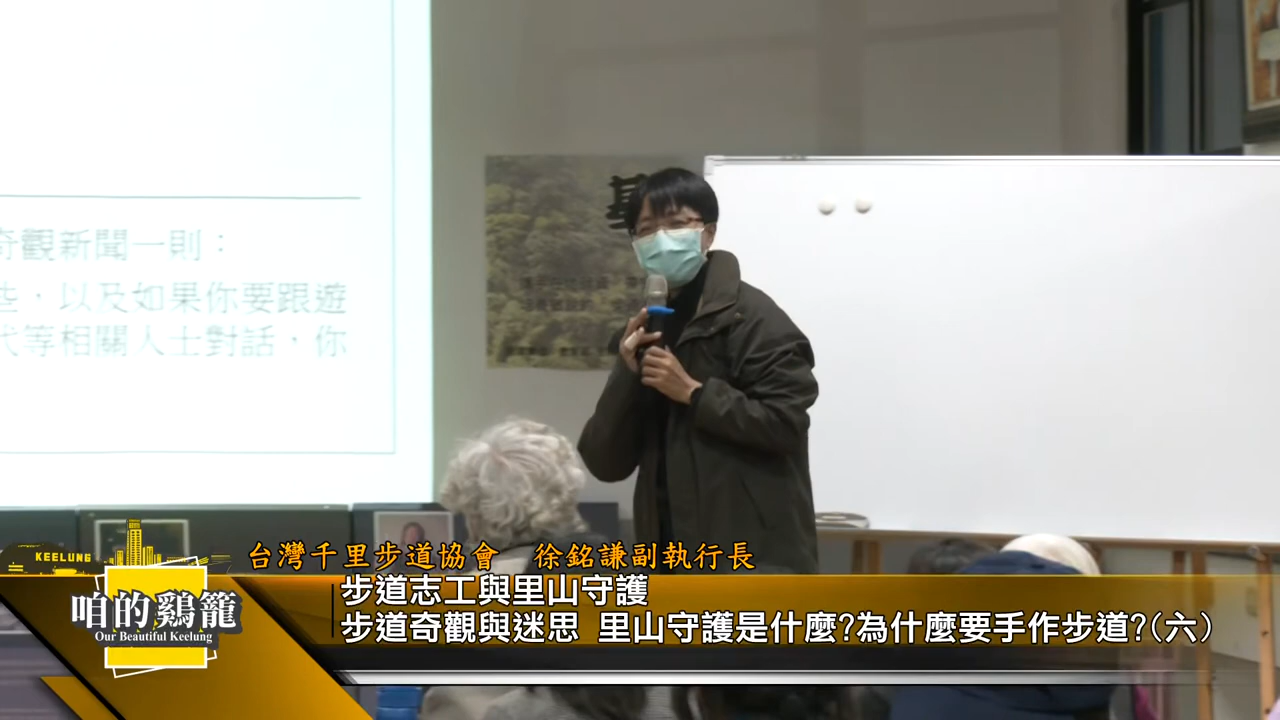 奇觀新聞一則：
些，以及如果你要跟遊
代等相關人士對話，你
KEELUNG
咱的鷄籠
Our Beautiful Keelung
台灣千里步道協會 徐銘謙副執行長
步道志工與里山守護
步道奇觀與迷思 里山守護是什麼?為什麼要手作步道?(六)